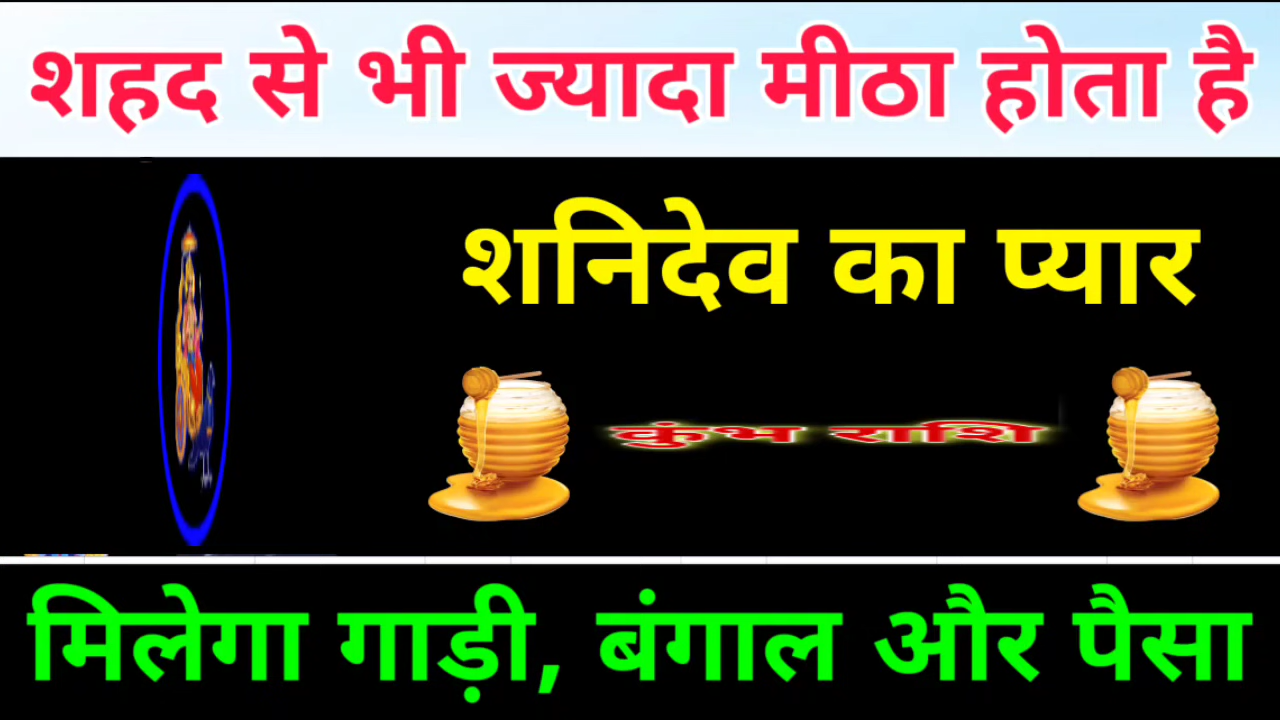 शहद से भी ज्यादा मीठा होता है
शनिदेव का प्यार
कुंभ राशि
मिलेगा गाड़ी, बंगाल और पैसा